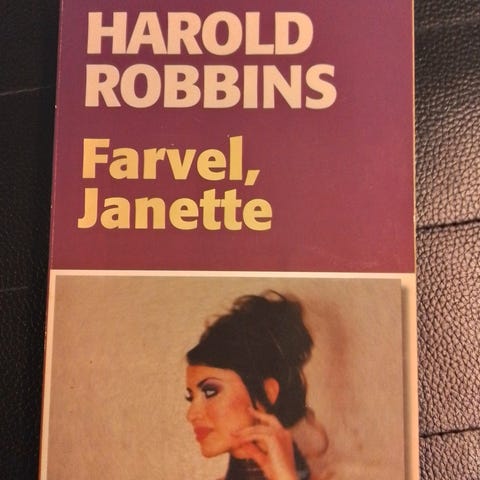 HAROLD
ROBBINS
Farvel,
Janette